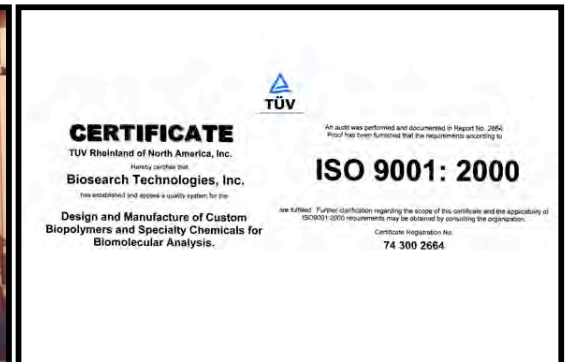 TÜV
CERTIFICATE
TUV Rheinland of North America, Inc.
Hereby certifies that
Biosearch Technologies, Inc.
has established and applies a quality system for the
Design and Manufacture of Custom
Biopolymers and Specialty Chemicals for
Biomolecular Analysis.
An audit was performed and documented in Report No. 2664.
Proof has been furnished that the requirements according to
ISO 9001: 2000
are fulfilled. Further clarification regarding the scope of this certificate and the applicability of
ISO9001:2000 requirements may be obtained by consulting the organization.
Certificate Registration No.
74 300 2664